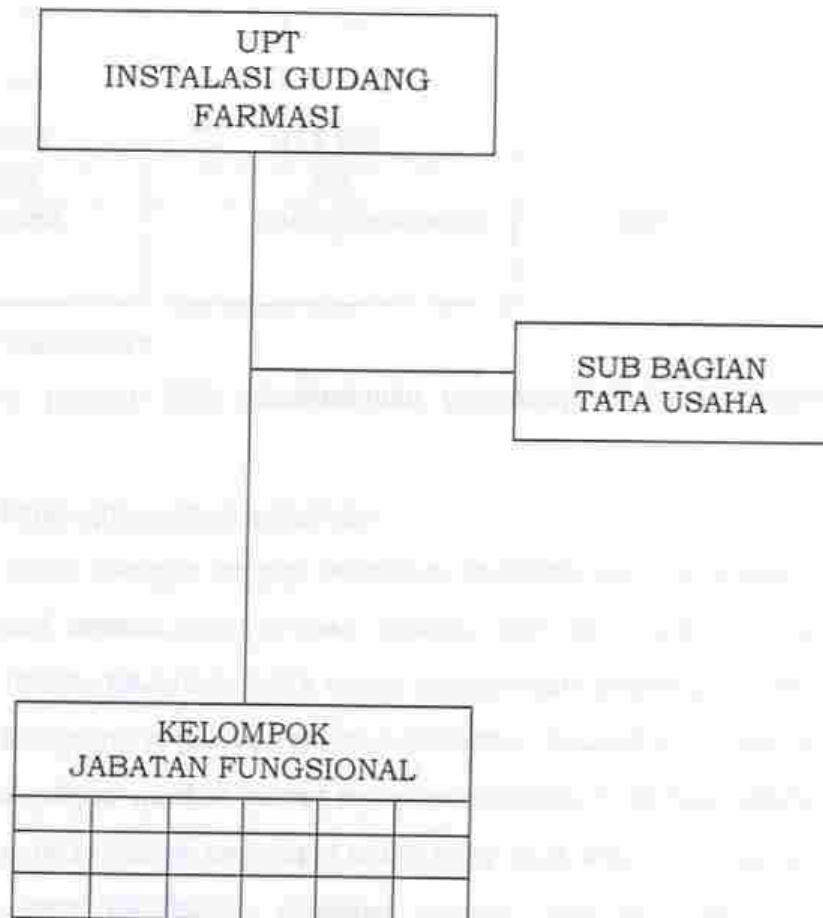 UPT
INSTALASI GUDANG
FARMASI
SUB BAGIAN
TATA USAHA
KELOMPOK
JABATAN FUNGSIONAL